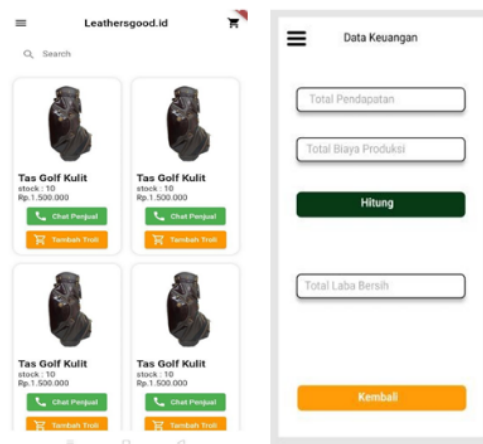 Leathersgood.id
Search
Tas Golf Kulit
stock : 10
Rp.1.500.000
Chat Penjual
Tambah Troli
Tas Golf Kulit
stock : 10
Rp.1.500.000
Chat Penjual
Tambah Troli
Tas Golf Kulit
stock : 10
Rp.1.500.000
Chat Penjual
Tambah Troli
Tas Golf Kulit
stock : 10
Rp.1.500.000
Chat Penjual
Tambah Troli
Data Keuangan
Total Pendapatan
Total Biaya Produksi
Hitung
Total Laba Bersih
Kembali